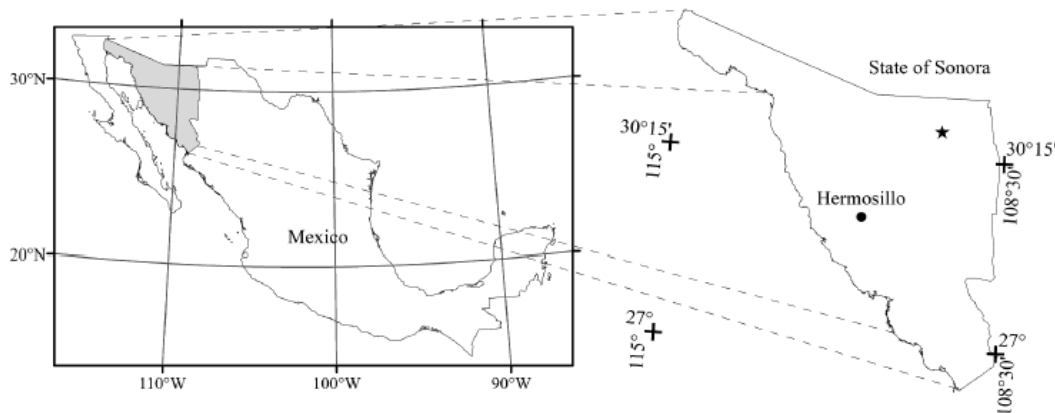 30°N
20°N
110°W
100°W
90°W
Mexico
State of Sonora
30°15'
115°
30°15'
108°30'
Hermosillo
27°
115°
27°
108°30'